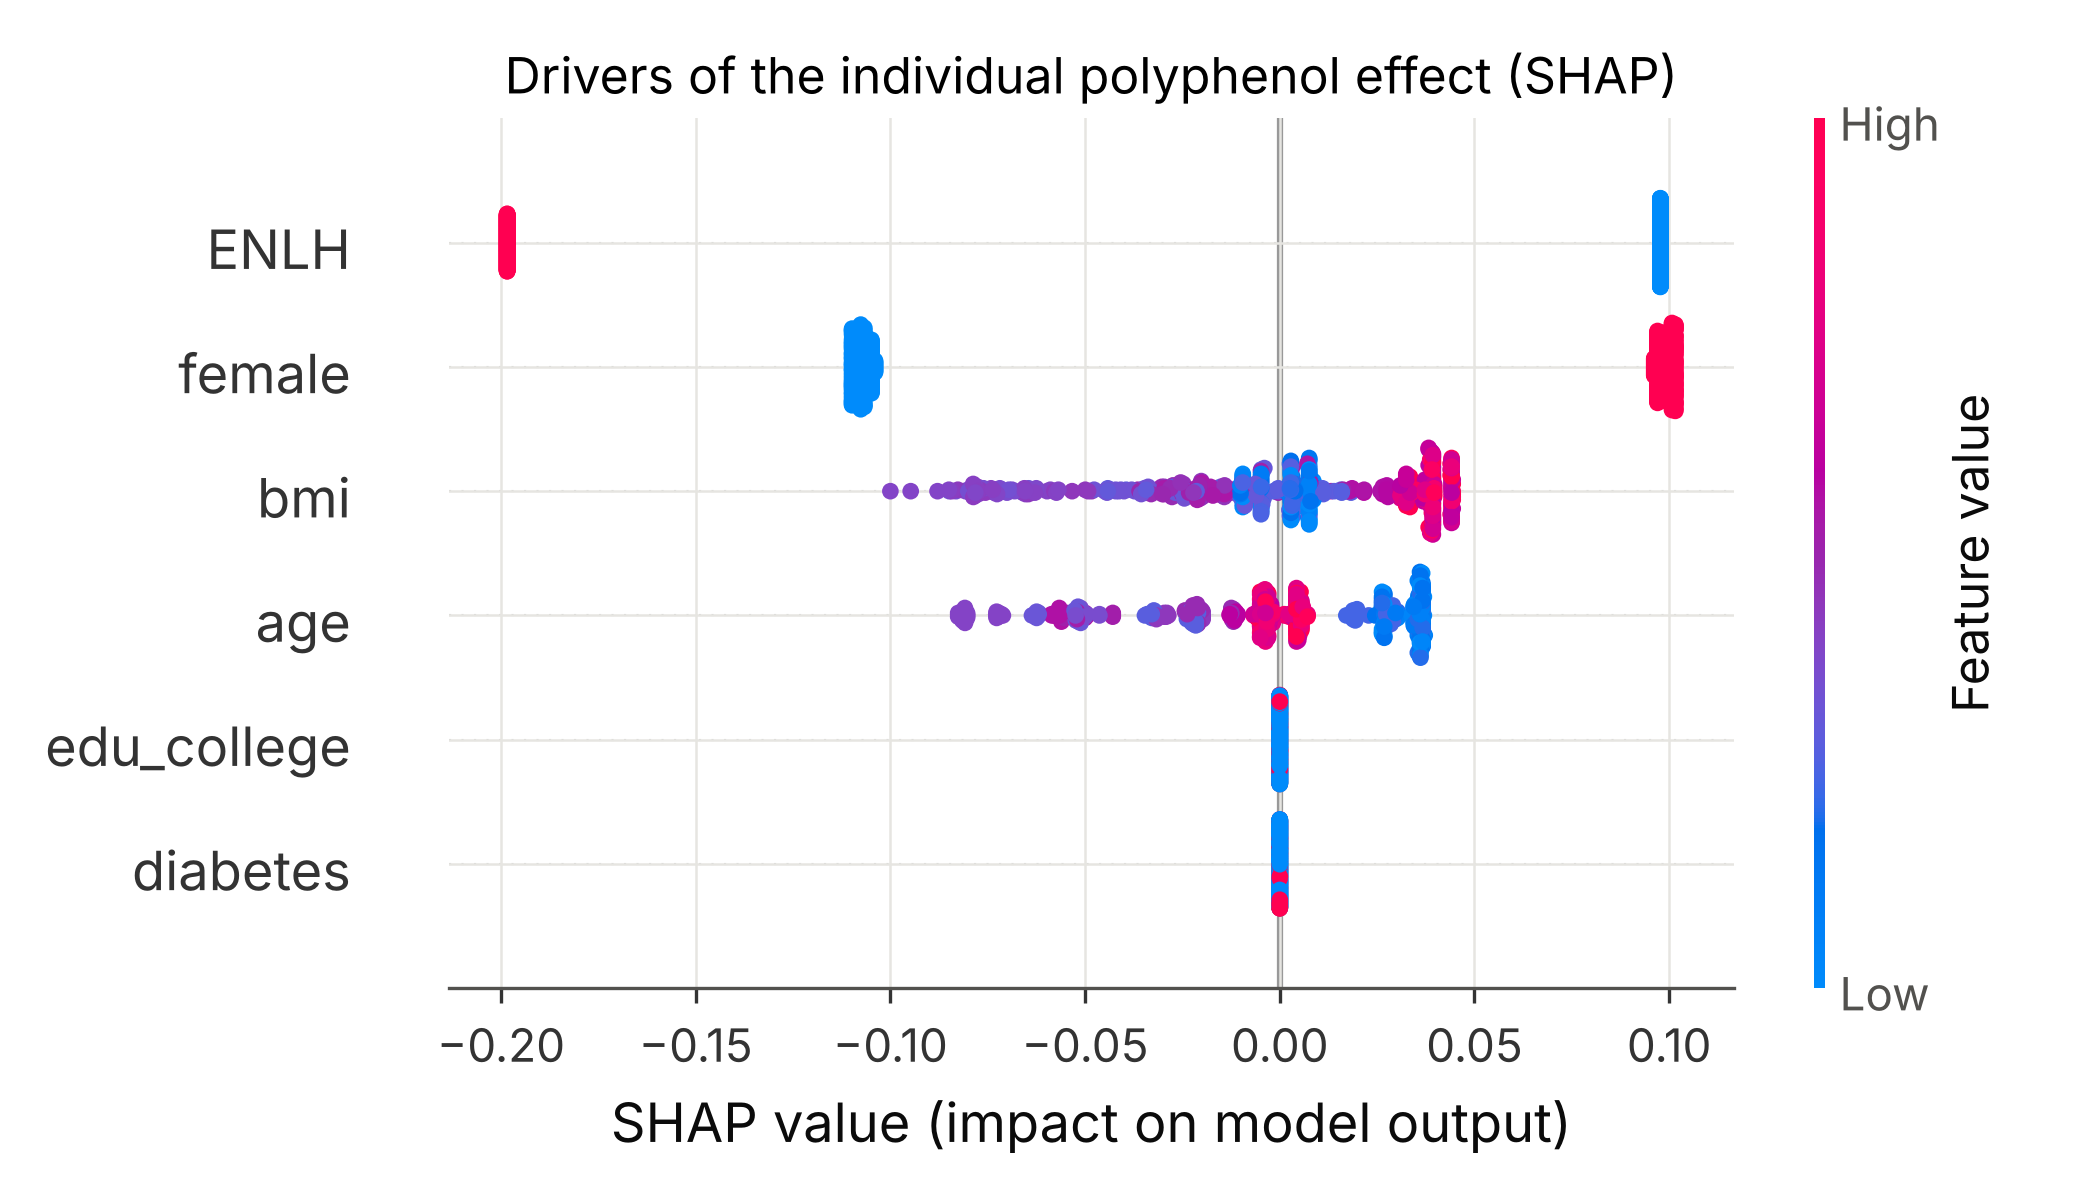 Drivers of the individual polyphenol effect (SHAP)
High
ENLH
female
bmi
age
edu_college
diabetes
Feature value
Low
−0.20 −0.15 −0.10 −0.05 0.00 0.05 0.10
SHAP value (impact on model output)